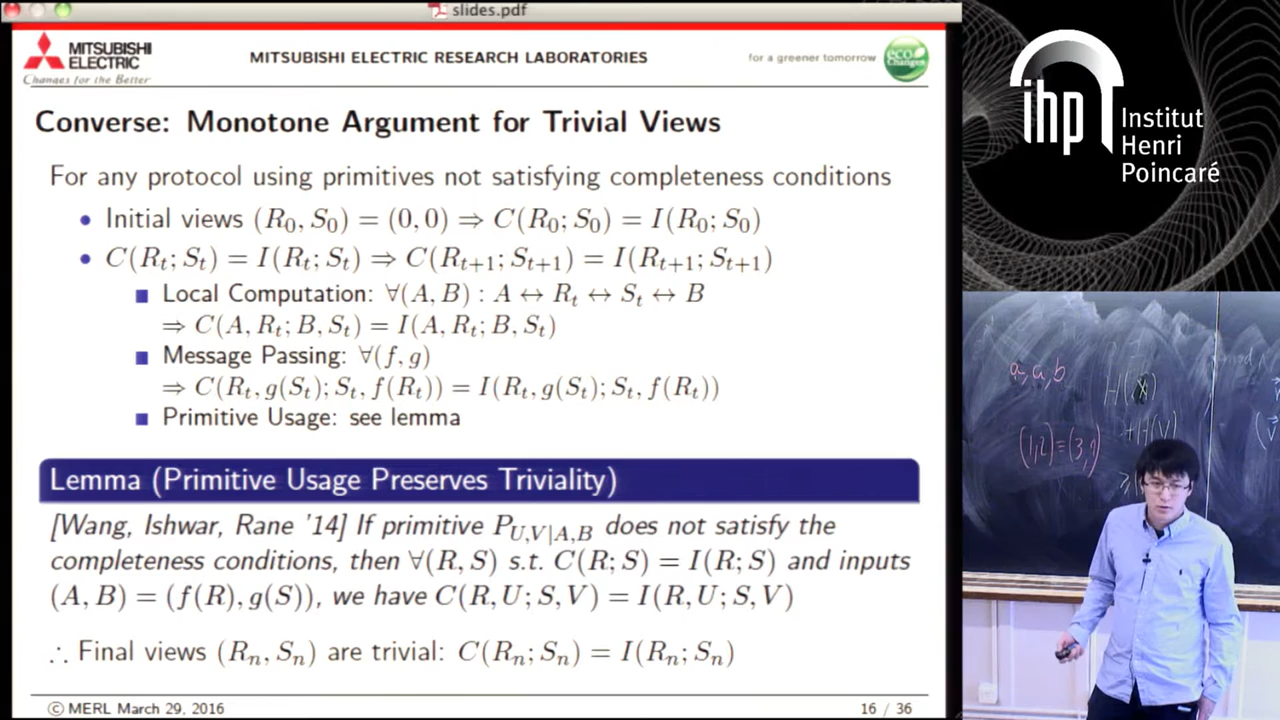 slides.pdf
MITSUBISHI ELECTRIC
Changes for the Better
MITSUBISHI ELECTRIC RESEARCH LABORATORIES
for a greener tomorrow
eco Changes
Converse: Monotone Argument for Trivial Views
For any protocol using primitives not satisfying completeness conditions
• Initial views (R₀, S₀) = (0, 0) ⇒ C(R₀; S₀) = I(R₀; S₀)
• C(Rₜ; Sₜ) = I(Rₜ; Sₜ) ⇒ C(Rₜ₊₁; Sₜ₊₁) = I(Rₜ₊₁; Sₜ₊₁)
■ Local Computation: ∀(A, B) : A ↔ Rₜ ↔ Sₜ ↔ B
⇒ C(A, Rₜ; B, Sₜ) = I(A, Rₜ; B, Sₜ)
■ Message Passing: ∀(f, g)
⇒ C(Rₜ, g(Sₜ); Sₜ, f(Rₜ)) = I(Rₜ, g(Sₜ); Sₜ, f(Rₜ))
■ Primitive Usage: see lemma
Lemma (Primitive Usage Preserves Triviality)
[Wang, Ishwar, Rane '14] If primitive P_{U,V|A,B} does not satisfy the
completeness conditions, then ∀(R, S) s.t. C(R; S) = I(R; S) and inputs
(A, B) = (f(R), g(S)), we have C(R, U; S, V) = I(R, U; S, V)
∴ Final views (Rₙ, Sₙ) are trivial: C(Rₙ; Sₙ) = I(Rₙ; Sₙ)
© MERL March 29, 2016
16 / 36
ihp
Institut
Henri
Poincaré
a, a, b
H(X)
+H(V)